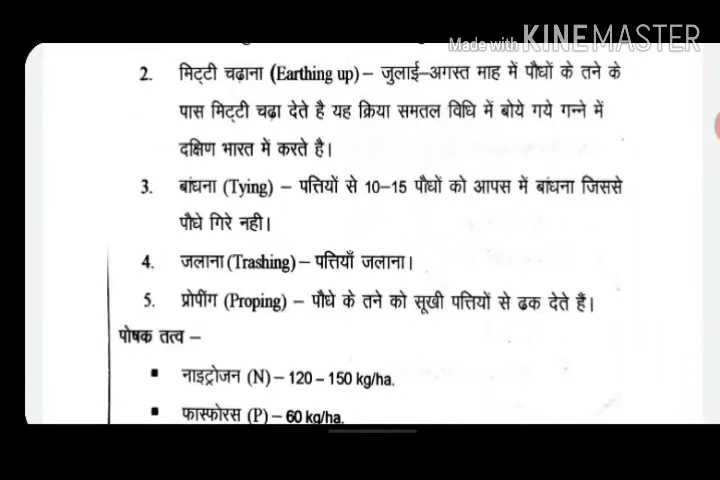 Made with KINEMASTER
2. मिट्टी चढ़ाना (Earthing up) – जुलाई–अगस्त माह में पौधों के तने के
पास मिट्टी चढ़ा देते है यह क्रिया समतल विधि में बोये गये गन्ने में
दक्षिण भारत में करते है।
3. बांघना (Tying) – पत्तियों से 10–15 पौधों को आपस में बांघना जिससे
पौधे गिरे नही।
4. जलाना (Trashing) – पत्तियाँ जलाना।
5. प्रोपींग (Proping) – पौधे के तने को सूखी पत्तियों से ढक देते हैं।
पोषक तत्व –
▪ नाइट्रोजन (N) – 120 – 150 kg/ha.
▪ फास्फोरस (P) – 60 kg/ha.